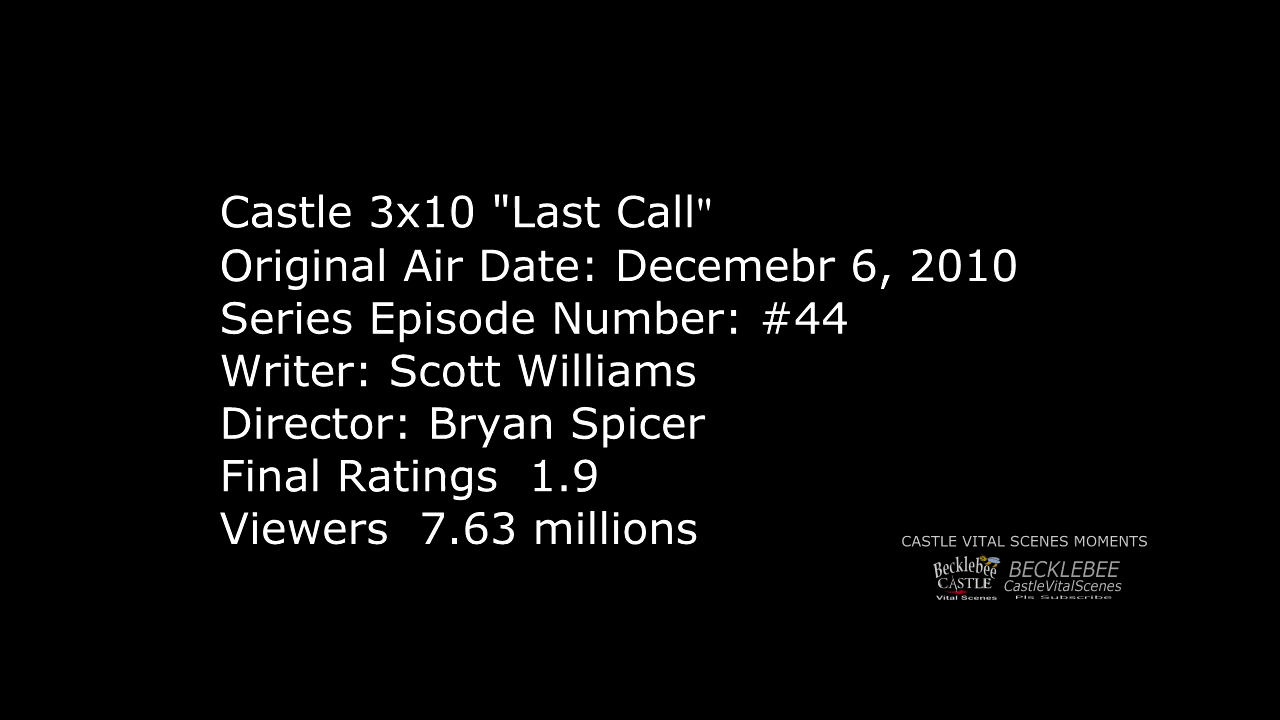 Castle 3x10 "Last Call"
Original Air Date: Decemebr 6, 2010
Series Episode Number: #44
Writer: Scott Williams
Director: Bryan Spicer
Final Ratings  1.9
Viewers  7.63 millions
CASTLE VITAL SCENES MOMENTS
Becklebee
CASTLE
Vital Scenes
BECKLEBEE
CastleVitalScenes
Pls Subscribe